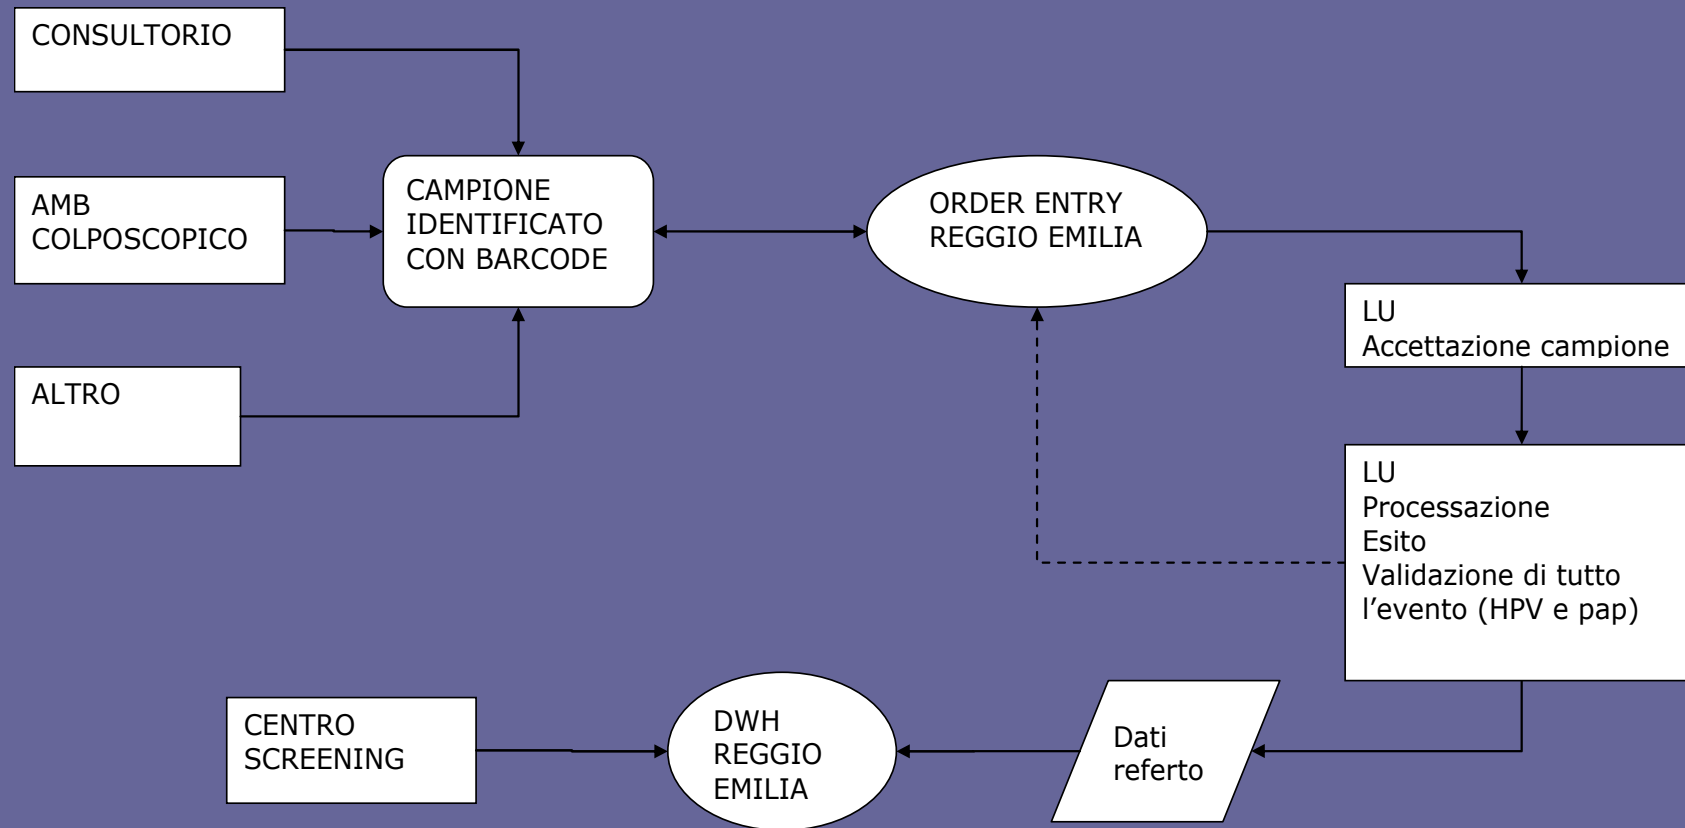 CONSULTORIO
AMB
COLPOSCOPICO
ALTRO
CAMPIONE
IDENTIFICATO
CON BARCODE
ORDER ENTRY
REGGIO EMILIA
LU
Accettazione campione
LU
Processazione
Esito
Validazione di tutto
l’evento (HPV e pap)
CENTRO
SCREENING
DWH
REGGIO
EMILIA
Dati
referto